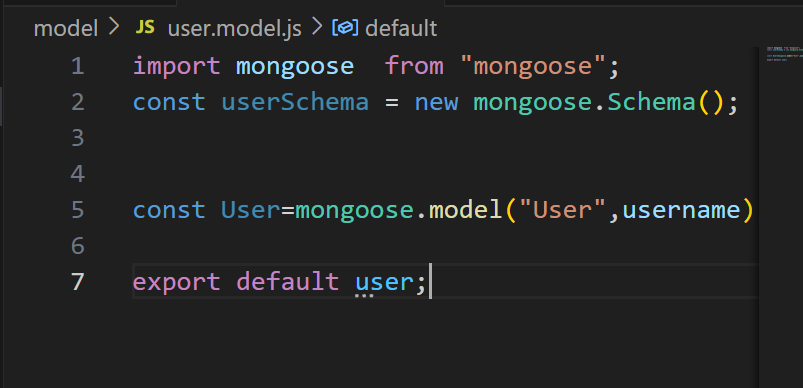 model > JS user.model.js > default
1 import mongoose  from "mongoose";
2 const userSchema = new mongoose.Schema();
3
4
5 const User=mongoose.model("User",username)
6
7 export default user;